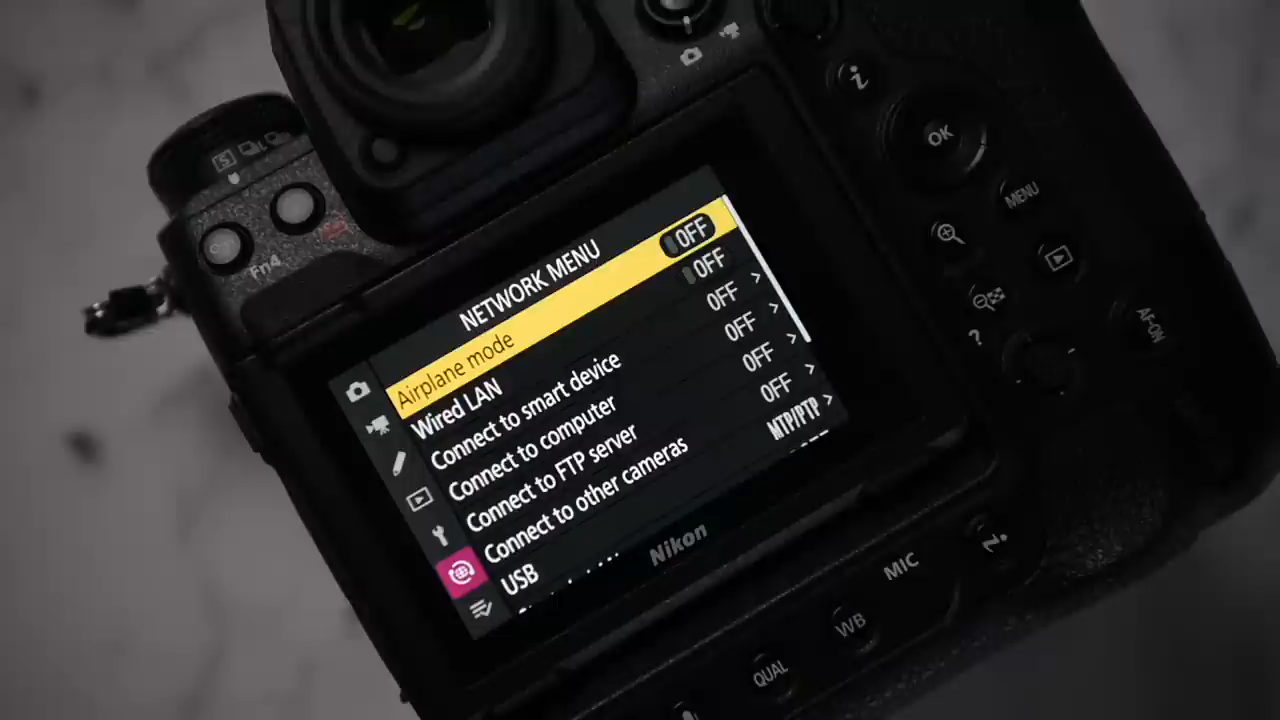 NETWORK MENU
Airplane mode OFF
Wired LAN OFF
Connect to smart device OFF
Connect to computer OFF
Connect to FTP server OFF
Connect to other cameras OFF
USB MTP/PTP
Nikon
Fn4
S
i
OK
MENU
?
AF-ON
MIC
WB
QUAL